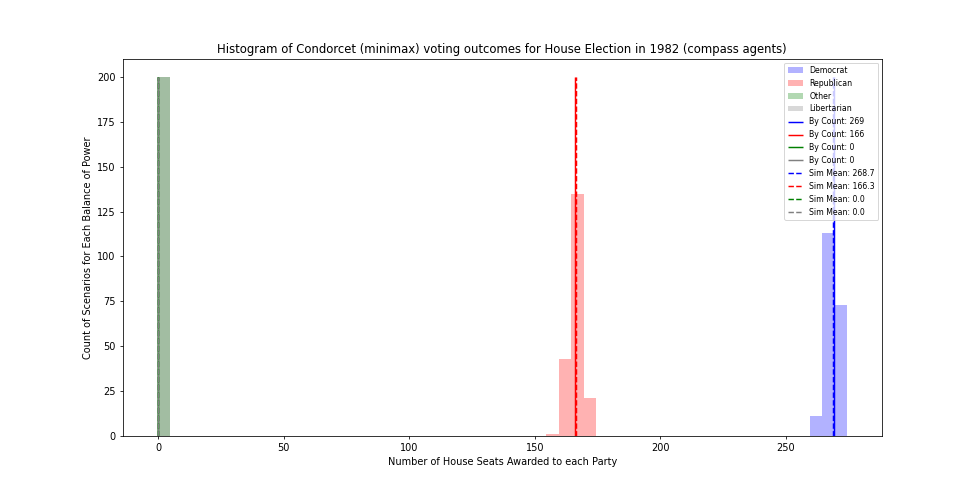 Histogram of Condorcet (minimax) voting outcomes for House Election in 1982 (compass agents)
Democrat
Republican
Other
Libertarian
By Count: 269
By Count: 166
By Count: 0
By Count: 0
Sim Mean: 268.7
Sim Mean: 166.3
Sim Mean: 0.0
Sim Mean: 0.0
200
175
150
125
100
75
50
25
0
Count of Scenarios for Each Balance of Power
0 50 100 150 200 250
Number of House Seats Awarded to each Party